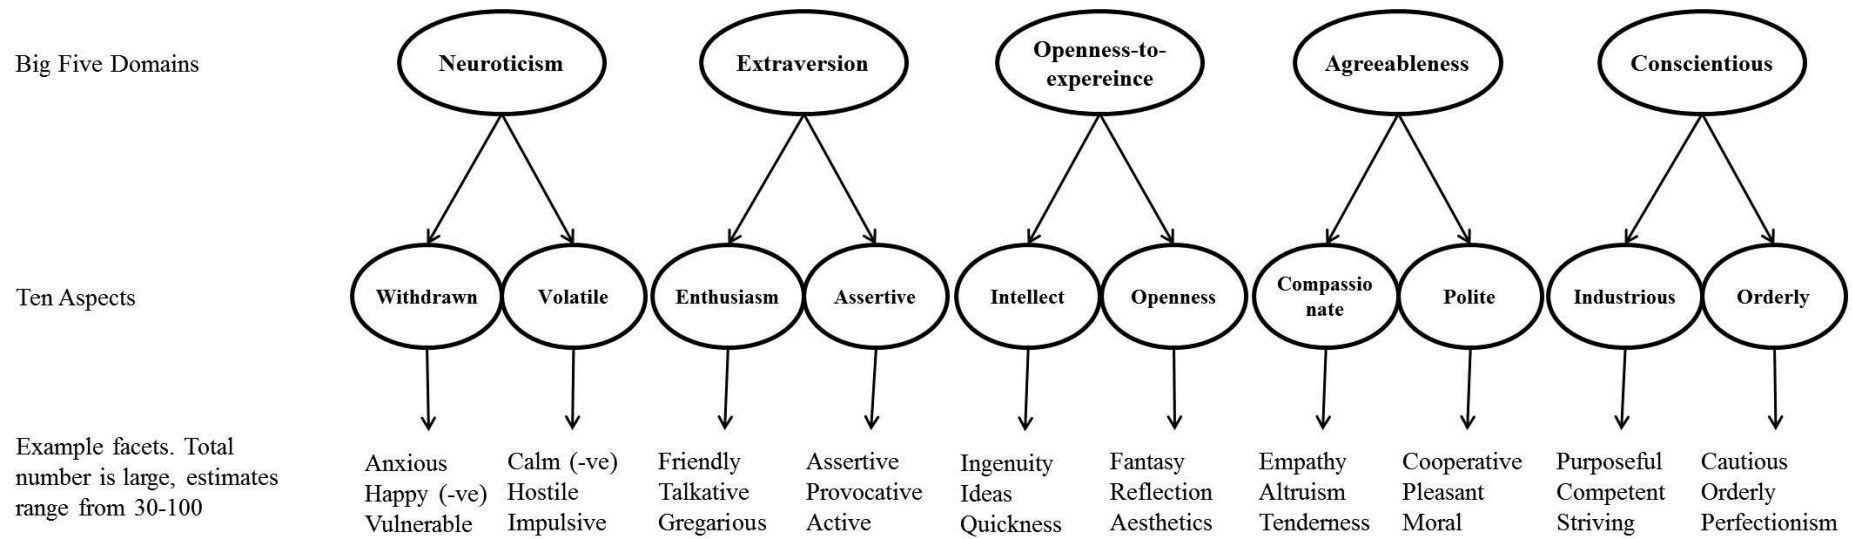 Big Five Domains
Neuroticism
Extraversion
Openness-to-
expereince
Agreeableness
Conscientious
Ten Aspects
Withdrawn
Volatile
Enthusiasm
Assertive
Intellect
Openness
Compassio
nate
Polite
Industrious
Orderly
Example facets. Total
number is large, estimates
range from 30-100
Anxious
Happy (-ve)
Vulnerable
Calm (-ve)
Hostile
Impulsive
Friendly
Talkative
Gregarious
Assertive
Provocative
Active
Ingenuity
Ideas
Quickness
Fantasy
Reflection
Aesthetics
Empathy
Altruism
Tenderness
Cooperative
Pleasant
Moral
Purposeful
Competent
Striving
Cautious
Orderly
Perfectionism